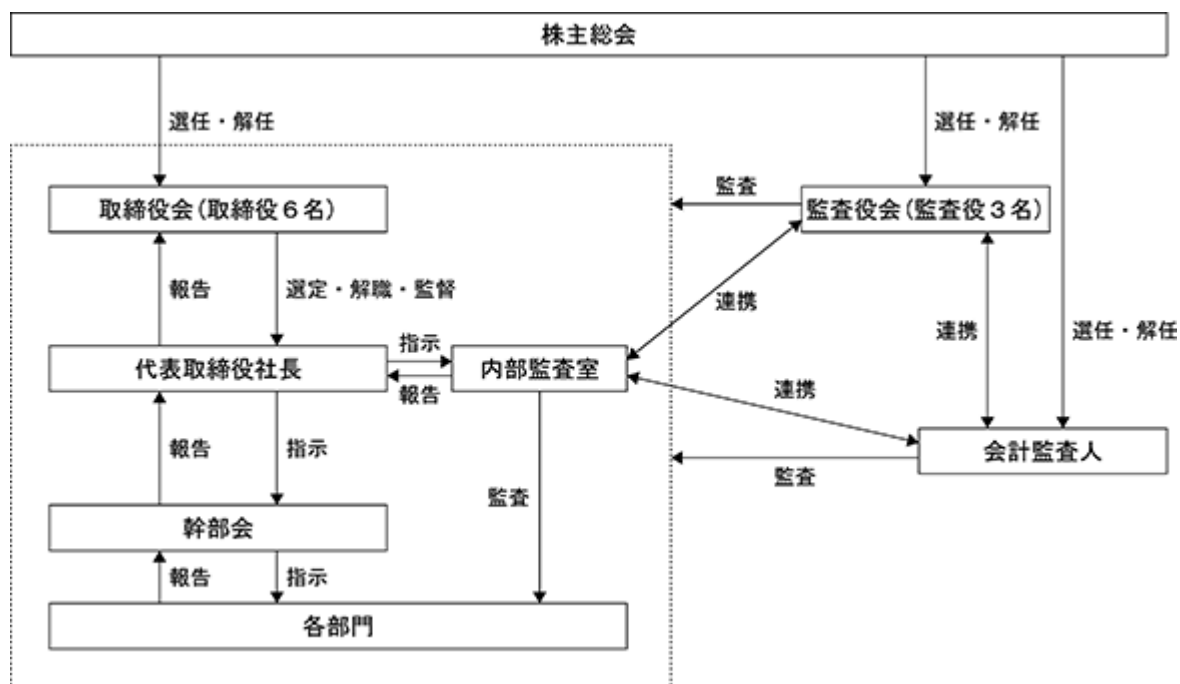 株主総会
選任・解任
選任・解任
監査
取締役会(取締役6名)
監査役会(監査役3名)
報告
選定・解職・監督
連携
指示
連携
選任・解任
代表取締役社長
内部監査室
報告
連携
報告
指示
会計監査人
監査
監査
幹部会
報告
指示
各部門